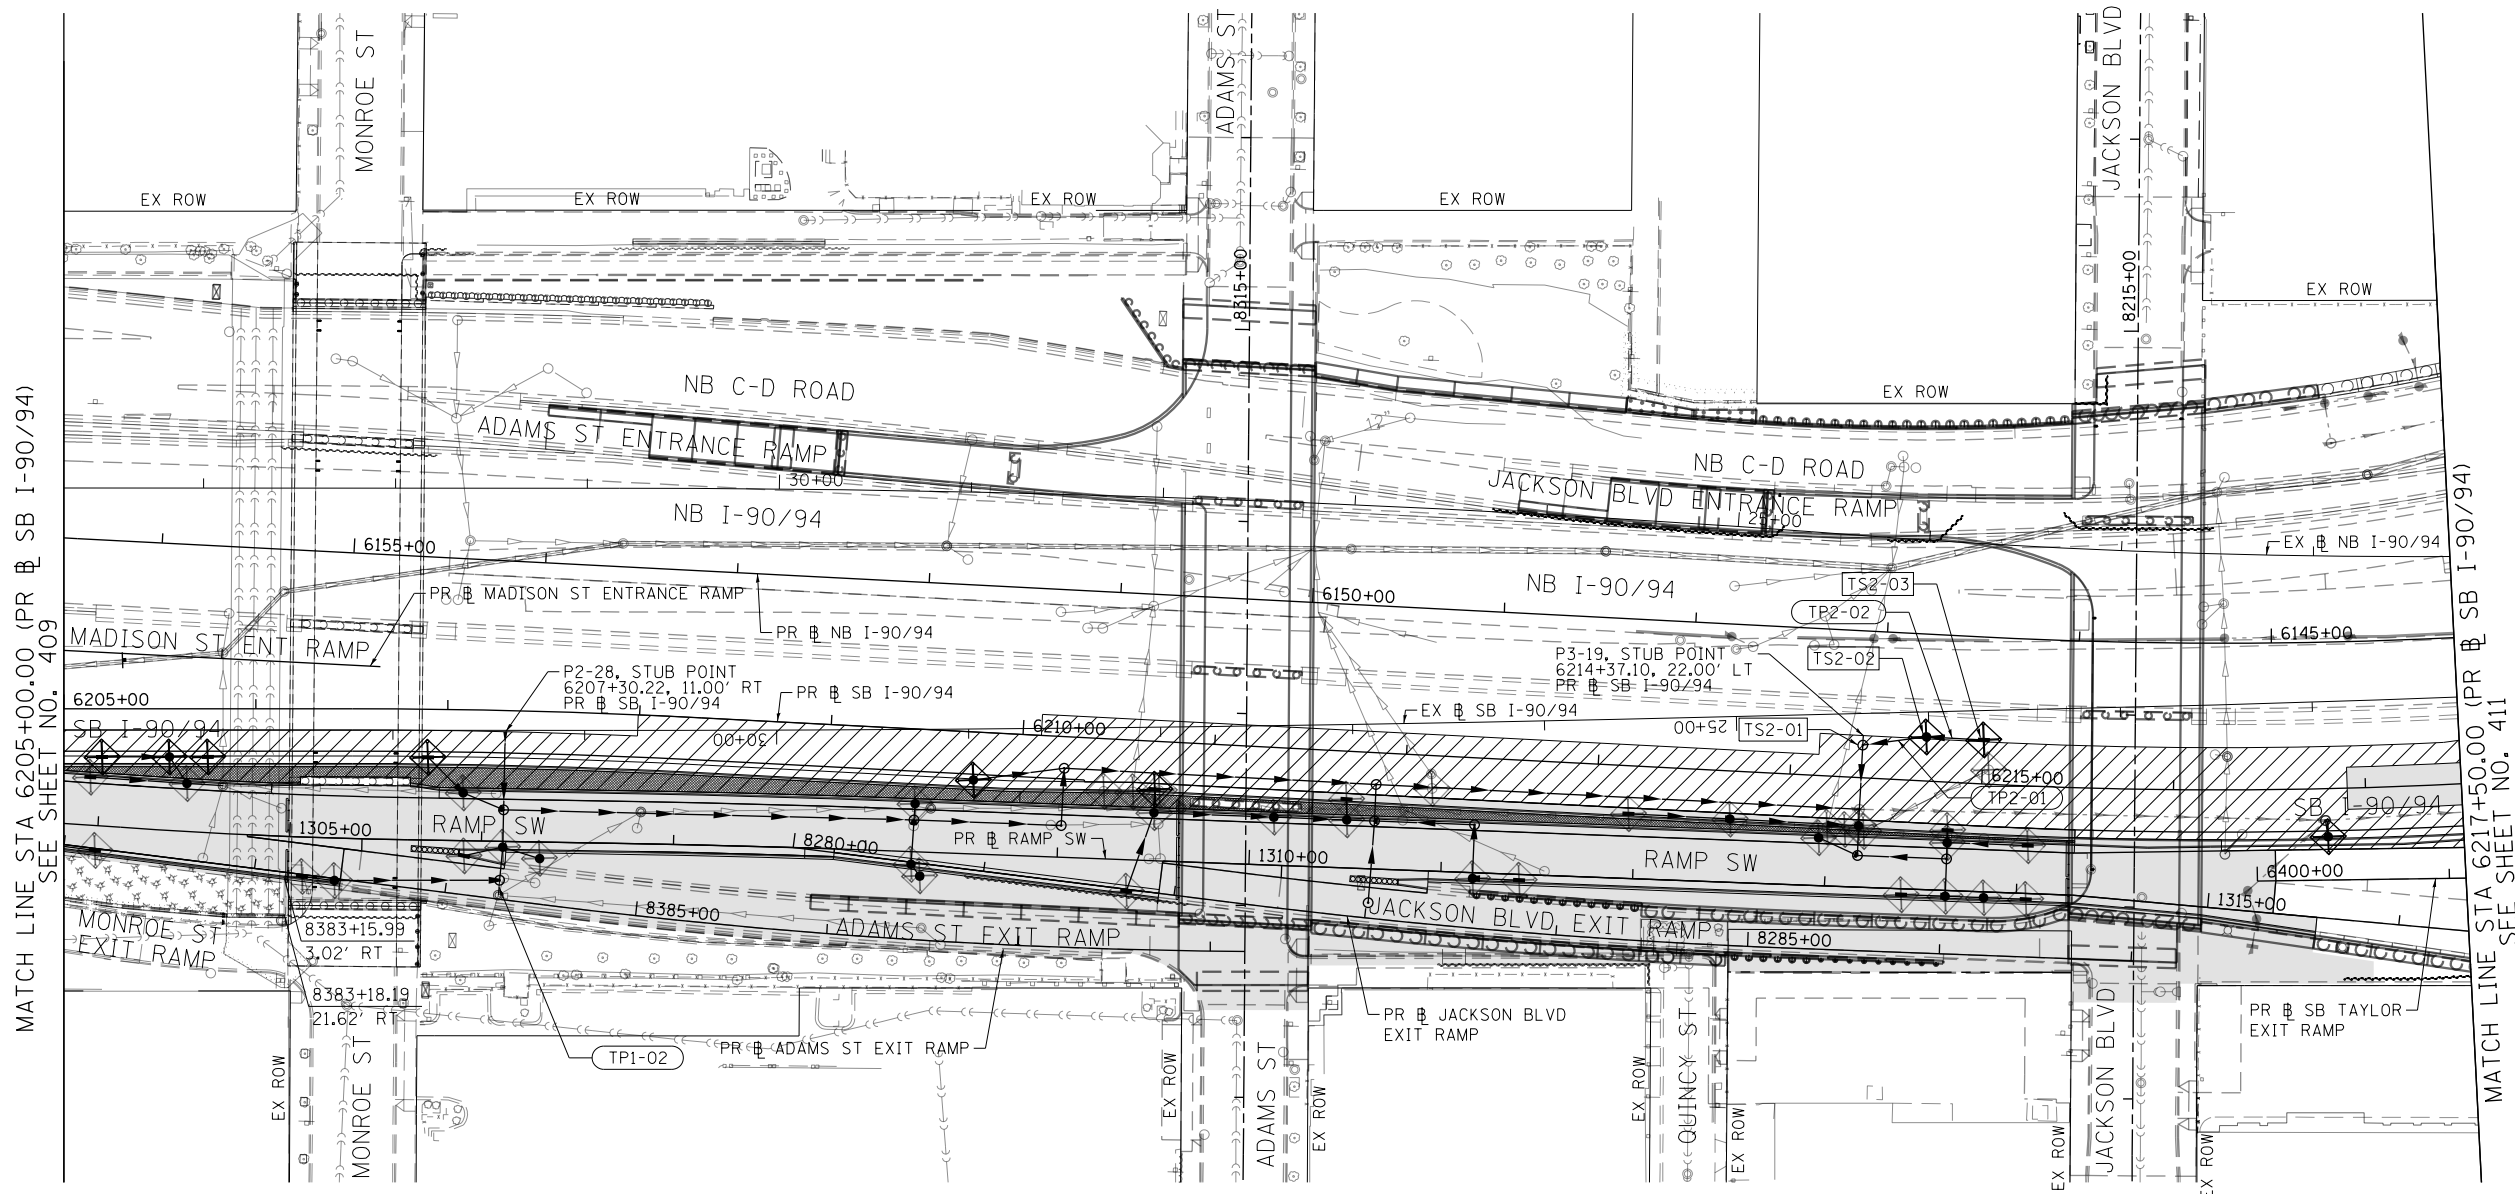 MONROE ST
ADAMS ST
JACKSON BLVD
EX ROW
EX ROW
EX ROW
EX ROW
EX ROW
EX ROW
8315+00
8215+00
NB C-D ROAD
ADAMS ST ENTRANCE RAMP
30+00
NB I-90/94
NB C-D ROAD
JACKSON BLVD ENTRANCE RAMP
25+00
EX B NB I-90/94
6155+00
6150+00
6145+00
NB I-90/94
PR B MADISON ST ENTRANCE RAMP
PR B NB I-90/94
MADISON ST ENT RAMP
TS2-03
TP2-02
TS2-02
P3-19, STUB POINT
6214+37.10, 22.00' LT
PR B SB I-90/94
P2-28, STUB POINT
6207+30.22, 11.00' RT
PR B SB I-90/94
PR B SB I-90/94
EX B SB I-90/94
6205+00
SB I-90/94
30+00
6210+00
25+00
TS2-01
6215+00
TP2-01
SB I-90/94
1305+00
RAMP SW
8280+00
PR B RAMP SW
1310+00
RAMP SW
6400+00
1315+00
8385+00
ADAMS ST EXIT RAMP
JACKSON BLVD EXIT RAMP
8285+00
MONROE ST
EXIT RAMP
8383+15.99
3.02' RT
8383+18.19
21.62' RT
TP1-02
PR B ADAMS ST EXIT RAMP
PR B JACKSON BLVD
EXIT RAMP
PR B SB TAYLOR
EXIT RAMP
EX ROW
MONROE ST
EX ROW
ADAMS ST
EX ROW
EX ROW
QUINCY ST
EX ROW
EX ROW
JACKSON BLVD
EX ROW
MATCH LINE STA 6205+00.00 (PR B SB I-90/94)
SEE SHEET NO. 409
MATCH LINE STA 6217+50.00 (PR B SB I-90/94)
SEE SHEET NO. 411